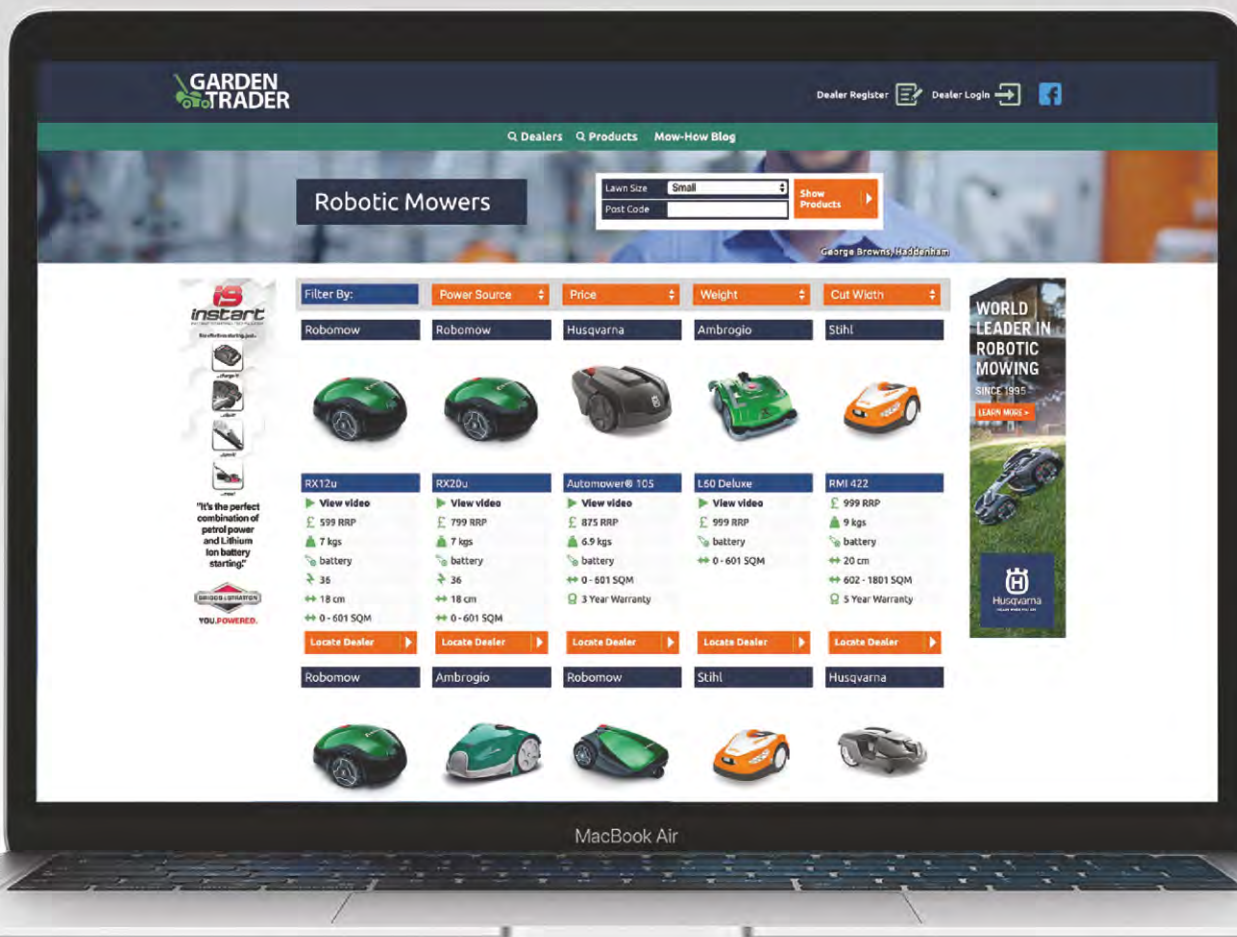 GARDEN
TRADER
Dealer Register
Dealer Login
Dealers Products Mow-How Blog
Robotic Mowers
Lawn Size Small
Post Code
Show
Products
George Browns, Haddenham
instart
Filter By: Power Source Price Weight Cut Width
Robomow Robomow Husqvarna Ambrogio Stihl
WORLD
LEADER IN
ROBOTIC
MOWING
SINCE 1995
LEARN MORE >
RX12u RX20u Automower® 105 L60 Deluxe RMI 422
View video View video View video View video £ 999 RRP
£ 599 RRP £ 799 RRP £ 875 RRP £ 999 RRP 9 kgs
7 kgs 7 kgs 6.9 kgs battery battery
battery battery battery 0 - 601 SQM 20 cm
36 36 0 - 601 SQM 602 - 1801 SQM
18 cm 18 cm 3 Year Warranty 5 Year Warranty
0 - 601 SQM 0 - 601 SQM
Locate Dealer Locate Dealer Locate Dealer Locate Dealer Locate Dealer
"It's the perfect
combination of
petrol power
and Lithium
Ion battery
starting."
BRIGGS & STRATTON
YOU.POWERED.
H
Husqvarna
Robomow Ambrogio Robomow Stihl Husqvarna
MacBook Air